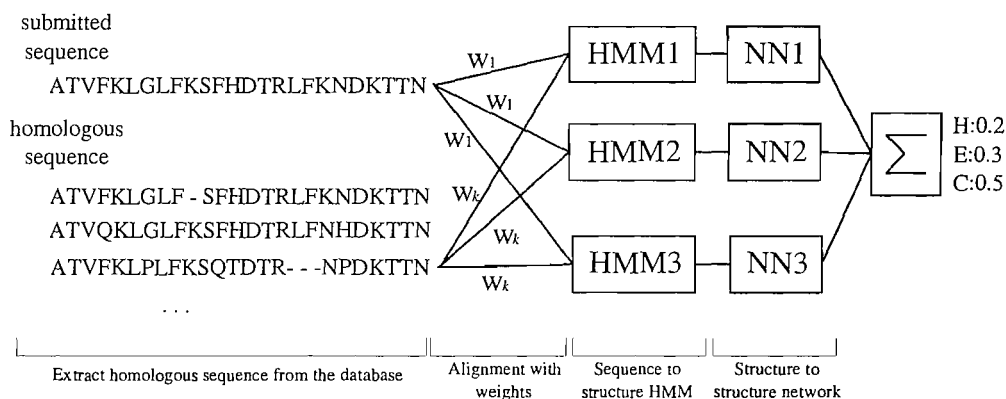 submitted
sequence
ATVFKLGLFKSFHDTRLFKNDKTTN
homologous
sequence
ATVFKLGLF - SFHDTRLFKNDKTTN
ATVQKLGLFKSFHDTRLFNHDKTTN
ATVFKLPLFKSQTDTR- - -NPDKTTN
. . .
W1
W1
W1
Wk
Wk
Wk
HMM1
NN1
HMM2
NN2
HMM3
NN3
Σ
H:0.2
E:0.3
C:0.5
Extract homologous sequence from the database
Alignment with
weights
Sequence to
structure HMM
Structure to
structure network